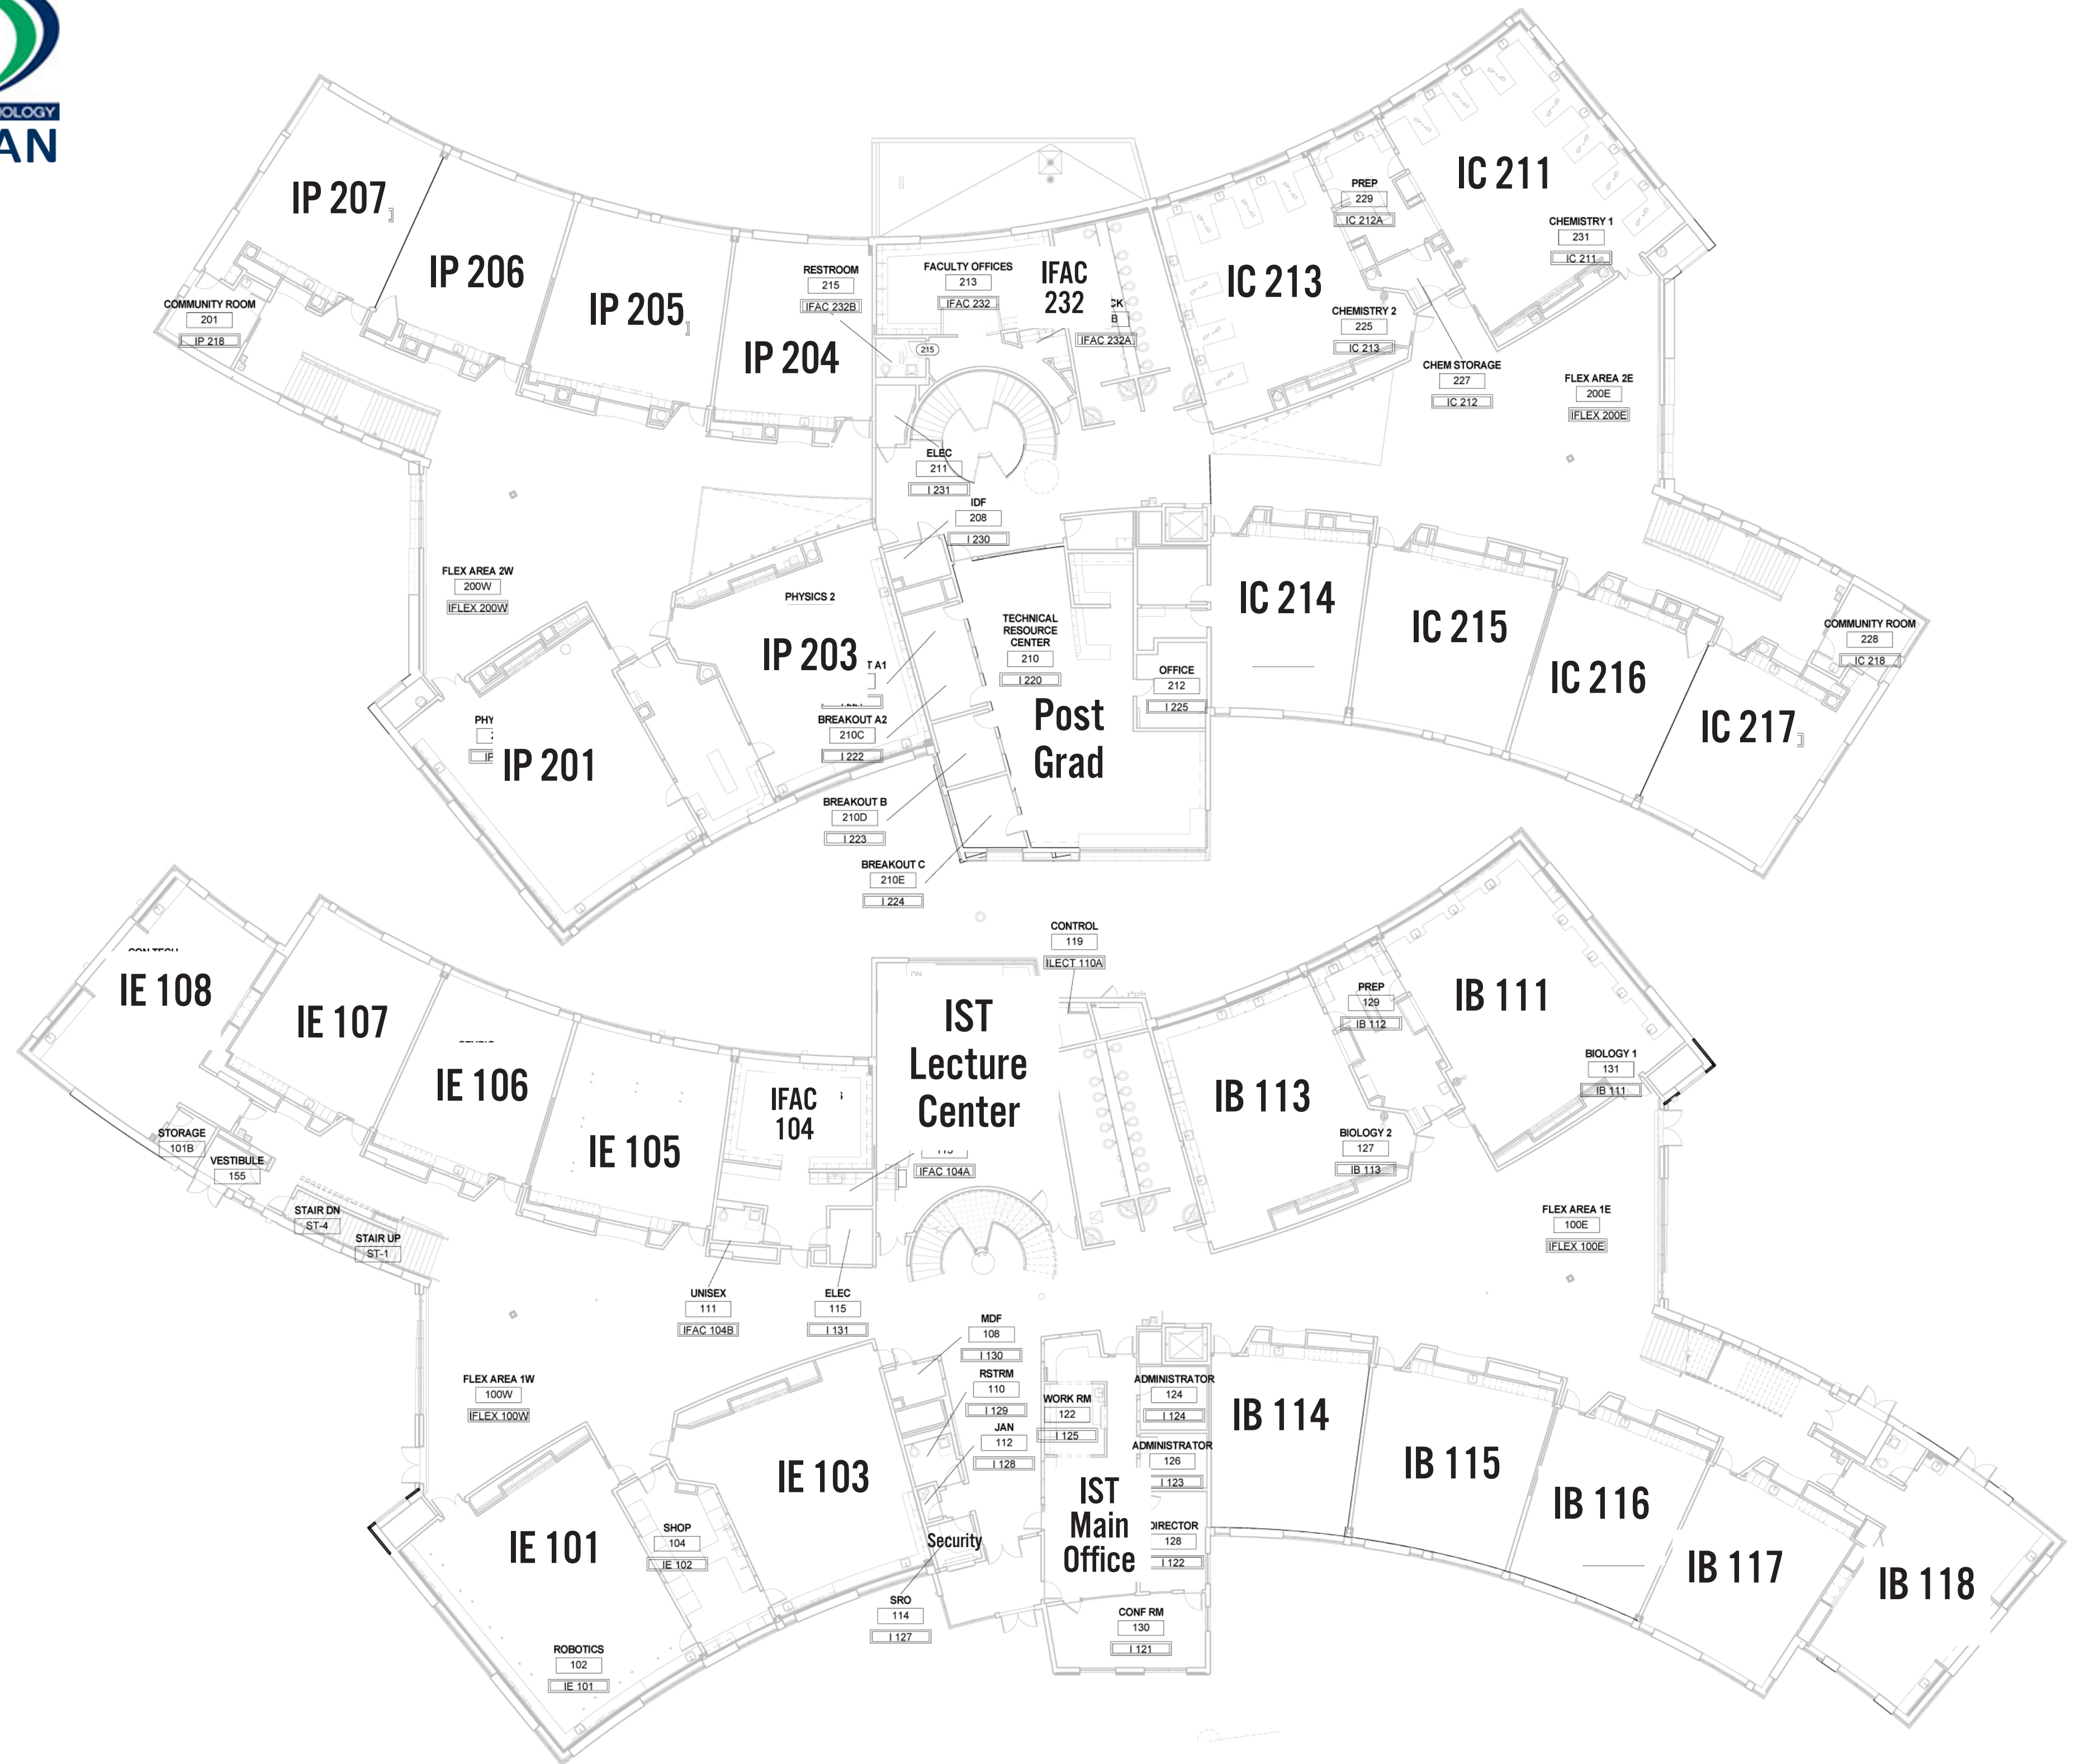 OLOGY
AN
IP 207
IP 206
IP 205
IP 204
COMMUNITY ROOM
201
IP 218
RESTROOM
215
IFAC 232B
FACULTY OFFICES
213
IFAC 232
IFAC
232
CK
B
IFAC 232A
215
IC 213
PREP
229
IC 212A
IC 211
CHEMISTRY 1
231
IC 211
CHEMISTRY 2
225
IC 213
CHEM STORAGE
227
IC 212
FLEX AREA 2E
200E
IFLEX 200E
ELEC
211
I 231
IDF
208
I 230
FLEX AREA 2W
200W
IFLEX 200W
PHYSICS 2
IP 203
T A1
BREAKOUT A2
210C
I 222
TECHNICAL
RESOURCE
CENTER
210
I 220
Post
Grad
OFFICE
212
I 225
IC 214
IC 215
IC 216
IC 217
COMMUNITY ROOM
228
IC 218
PHY
IP
IP 201
BREAKOUT B
210D
I 223
BREAKOUT C
210E
I 224
CONTROL
119
ILECT 110A
IE 108
IE 107
IE 106
IE 105
IFAC
104
IST
Lecture
Center
IFAC 104A
IB 113
PREP
129
IB 112
IB 111
BIOLOGY 1
131
IB 111
BIOLOGY 2
127
IB 113
STORAGE
101B
VESTIBULE
155
STAIR DN
ST-4
STAIR UP
ST-1
FLEX AREA 1E
100E
IFLEX 100E
UNISEX
111
IFAC 104B
ELEC
115
I 131
MDF
108
I 130
RSTRM
110
I 129
JAN
112
I 128
FLEX AREA 1W
100W
IFLEX 100W
WORK RM
122
I 125
ADMINISTRATOR
124
I 124
ADMINISTRATOR
126
I 123
IST
Main
Office
DIRECTOR
128
I 122
IB 114
IB 115
IB 116
IB 117
IB 118
IE 103
IE 101
SHOP
104
IE 102
Security
SRO
114
I 127
CONF RM
130
I 121
ROBOTICS
102
IE 101